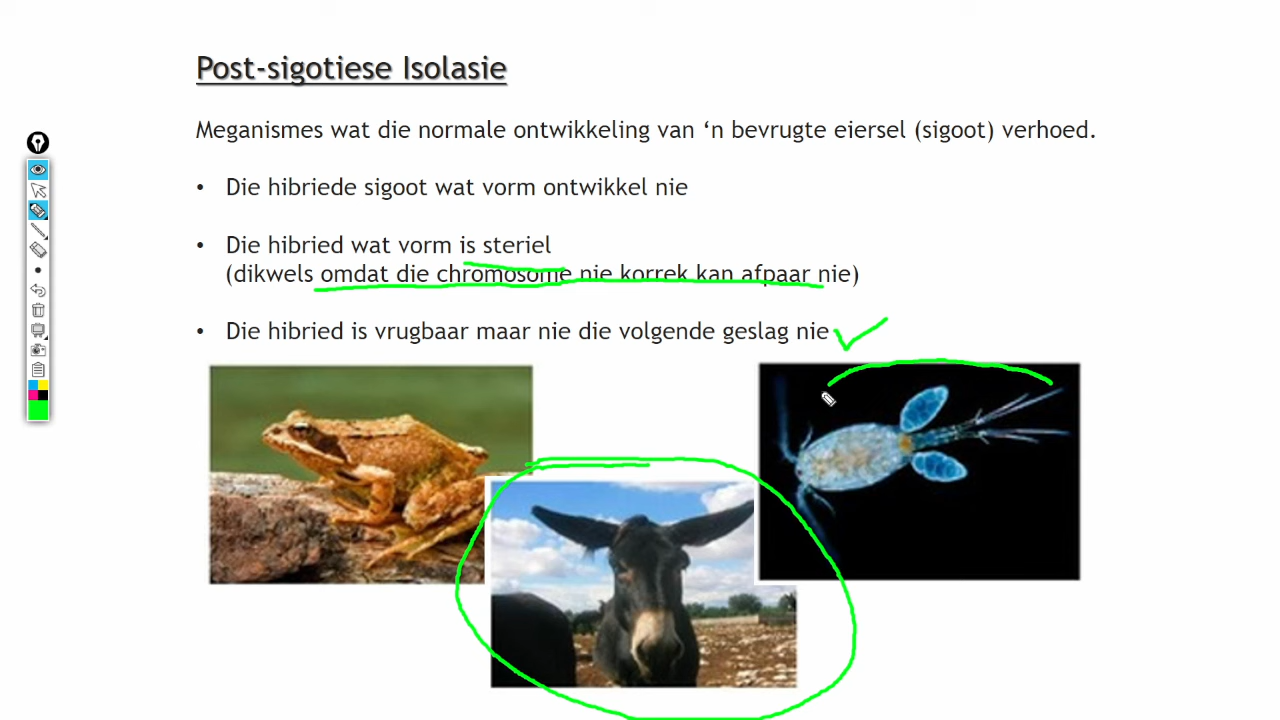 Post-sigotiese Isolasie
Meganismes wat die normale ontwikkeling van ‘n bevrugte eiersel (sigoot) verhoed.
• Die hibriede sigoot wat vorm ontwikkel nie
• Die hibried wat vorm is steriel
(dikwels omdat die chromosome nie korrek kan afpaar nie)
• Die hibried is vrugbaar maar nie die volgende geslag nie